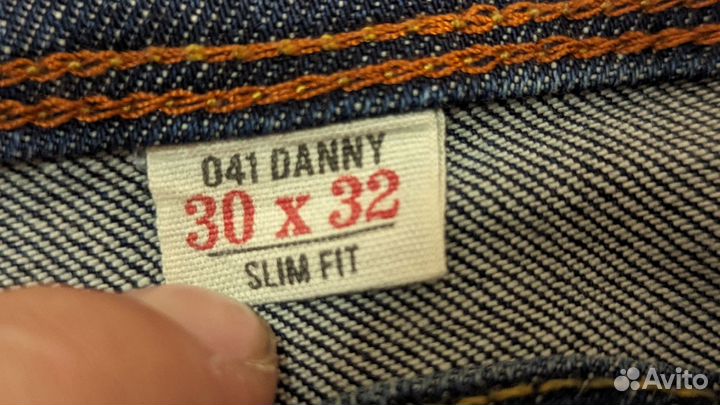 041 DANNY
30 x 32
SLIM FIT
Avito